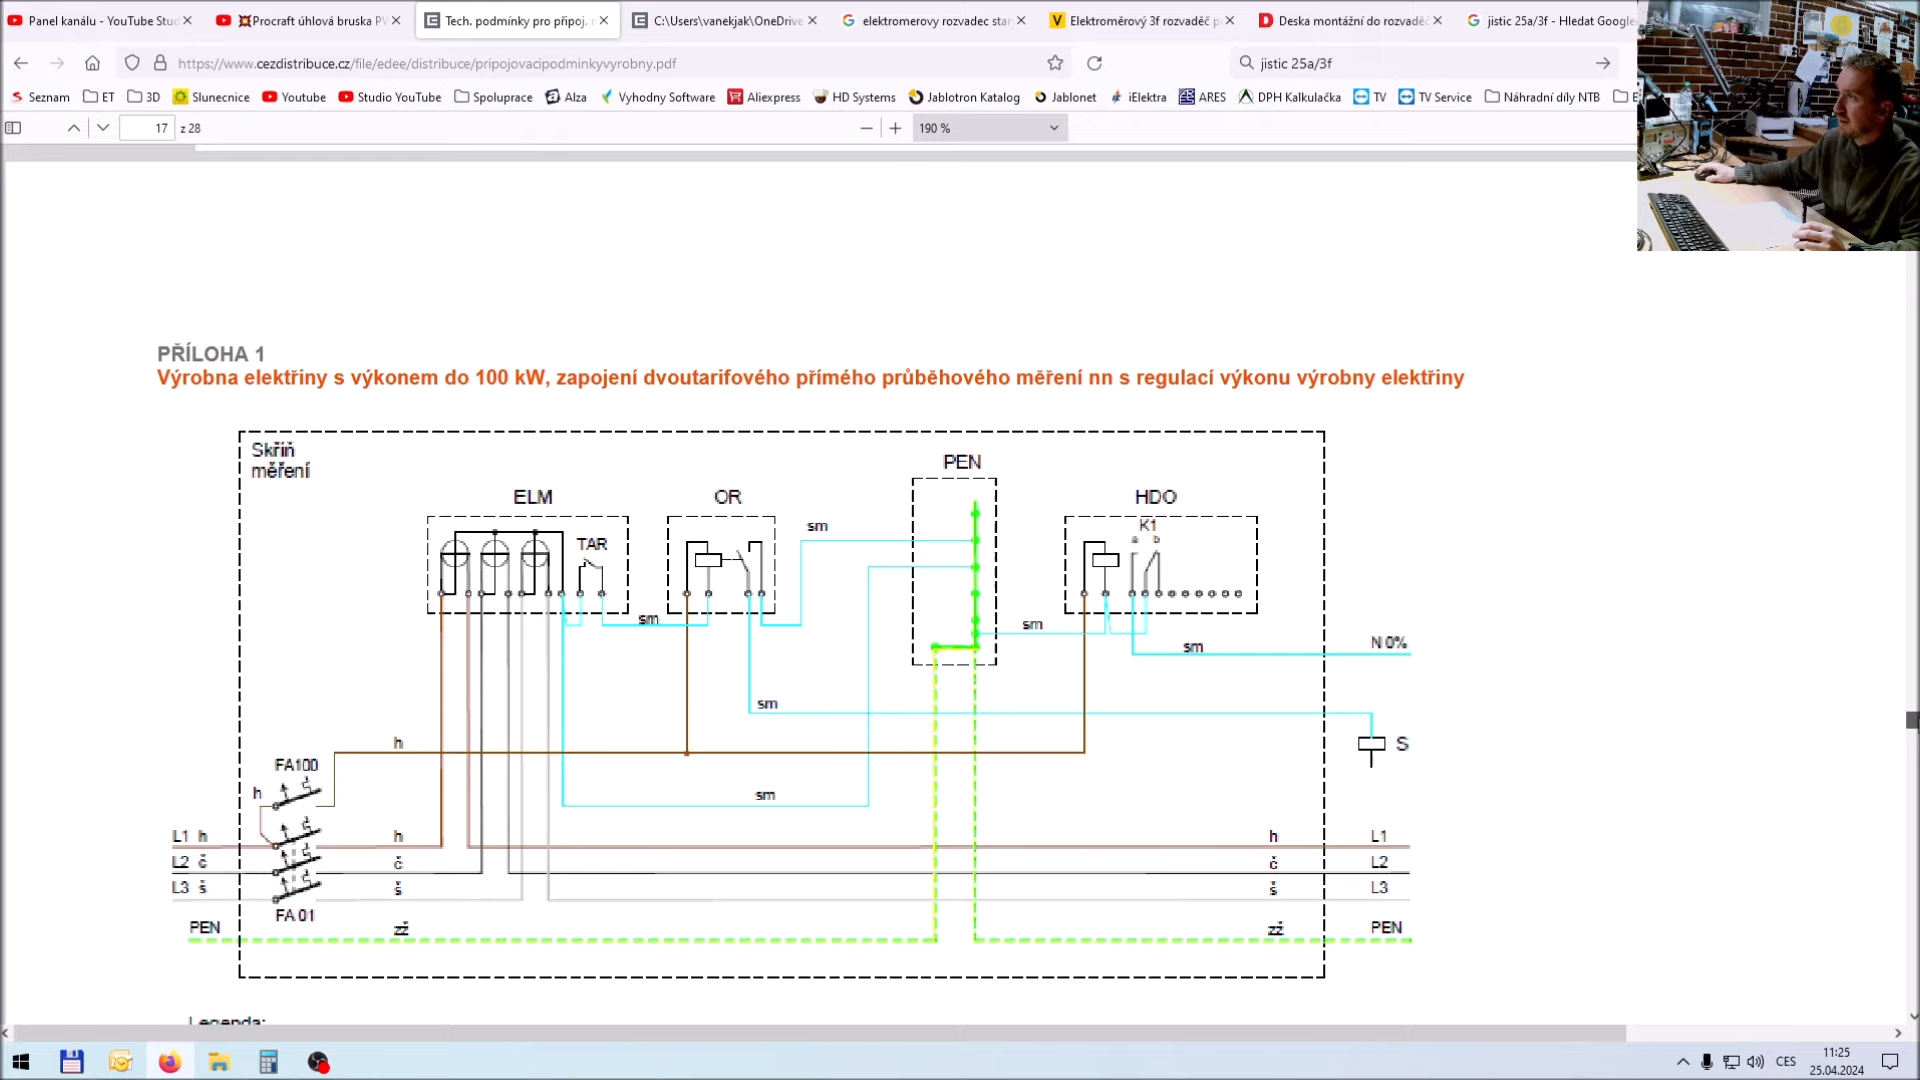 Panel kanálu - YouTube Stud
Procraft úhlová bruska PW
Tech. podmínky pro připoj. n
C:\Users\vanekjak\OneDrive
elektromerovy rozvadec stan
Elektroměrový 3f rozvaděč p
Deska montážní do rozvaděč
jistic 25a/3f - Hledat Google
https://www.cezdistribuce.cz/file/edee/distribuce/pripojovacipodminkyvyrobny.pdf
jistic 25a/3f
Seznam
ET
3D
Slunecnice
Youtube
Studio YouTube
Spoluprace
Alza
Vyhodny Software
Aliexpress
HD Systems
Jablotron Katalog
Jablonet
iElektra
ARES
DPH Kalkulačka
TV
TV Service
Náhradní díly NTB
17
z 28
190 %
PŘÍLOHA 1
Výrobna elektřiny s výkonem do 100 kW, zapojení dvoutarifového přímého průběhového měření nn s regulací výkonu výrobny elektřiny
Skříň
měření
PEN
ELM
OR
HDO
sm
K1
TAR
a b
sm
sm
sm
N 0%
sm
h
S
FA100
h
sm
L1 h
h
h
L1
L2 č
č
č
L2
L3 š
š
š
L3
FA 01
PEN
zž
zž
PEN
Legenda:
CES
11:25
25.04.2024